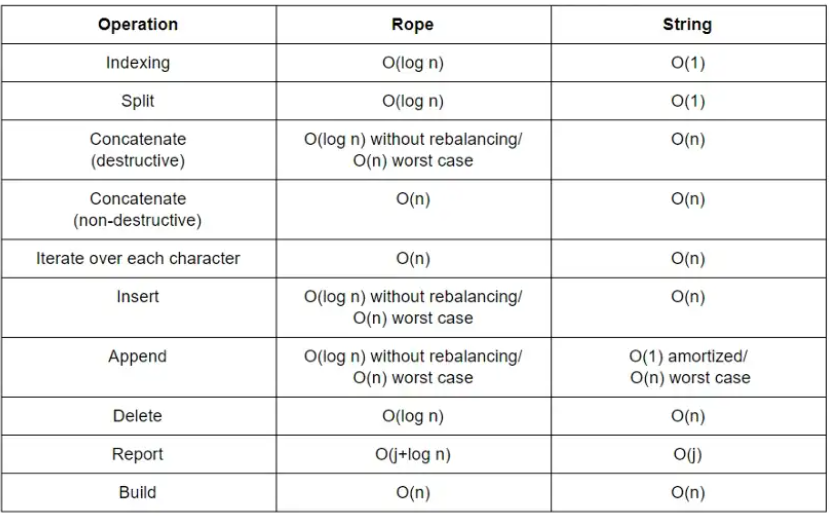 Operation Rope String
Indexing O(log n) O(1)
Split O(log n) O(1)
Concatenate O(log n) without rebalancing/ O(n)
(destructive) O(n) worst case
Concatenate O(n) O(n)
(non-destructive)
Iterate over each character O(n) O(n)
Insert O(log n) without rebalancing/ O(n)
O(n) worst case
Append O(log n) without rebalancing/ O(1) amortized/
O(n) worst case O(n) worst case
Delete O(log n) O(n)
Report O(j+log n) O(j)
Build O(n) O(n)